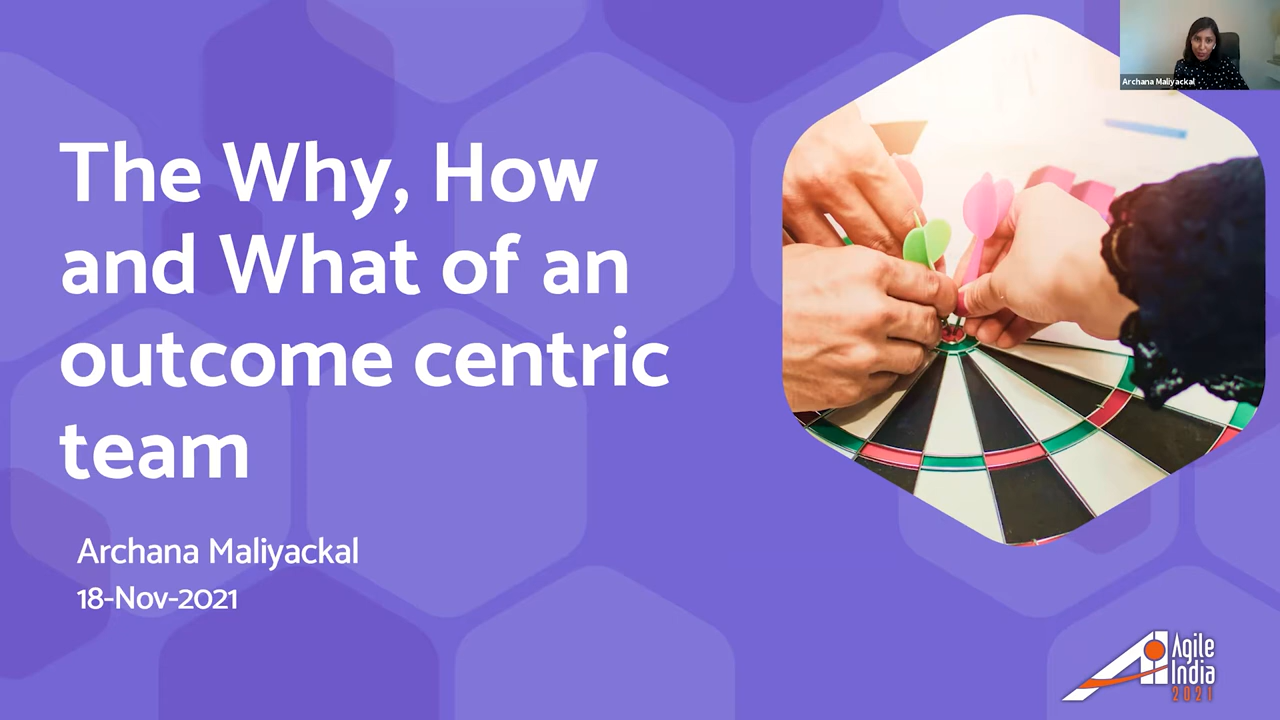 The Why, How
and What of an
outcome centric
team
Archana Maliyackal
18-Nov-2021
Archana Maliyackal
Agile
India
2021